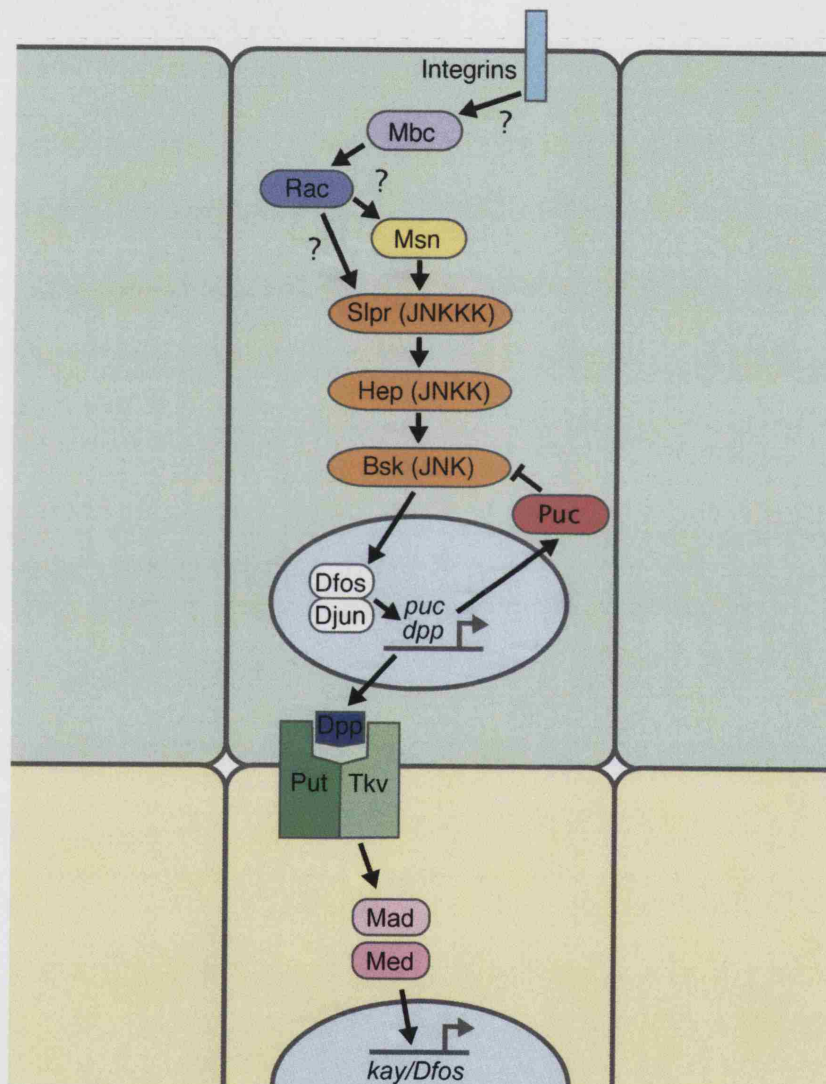 Integrins
?
Mbc
Rac
?
Msn
?
Slpr (JNKKK)
Hep (JNKK)
Bsk (JNK)
Puc
Dfos
Djun
puc
dpp
Dpp
Put
Tkv
Mad
Med
kay/Dfos